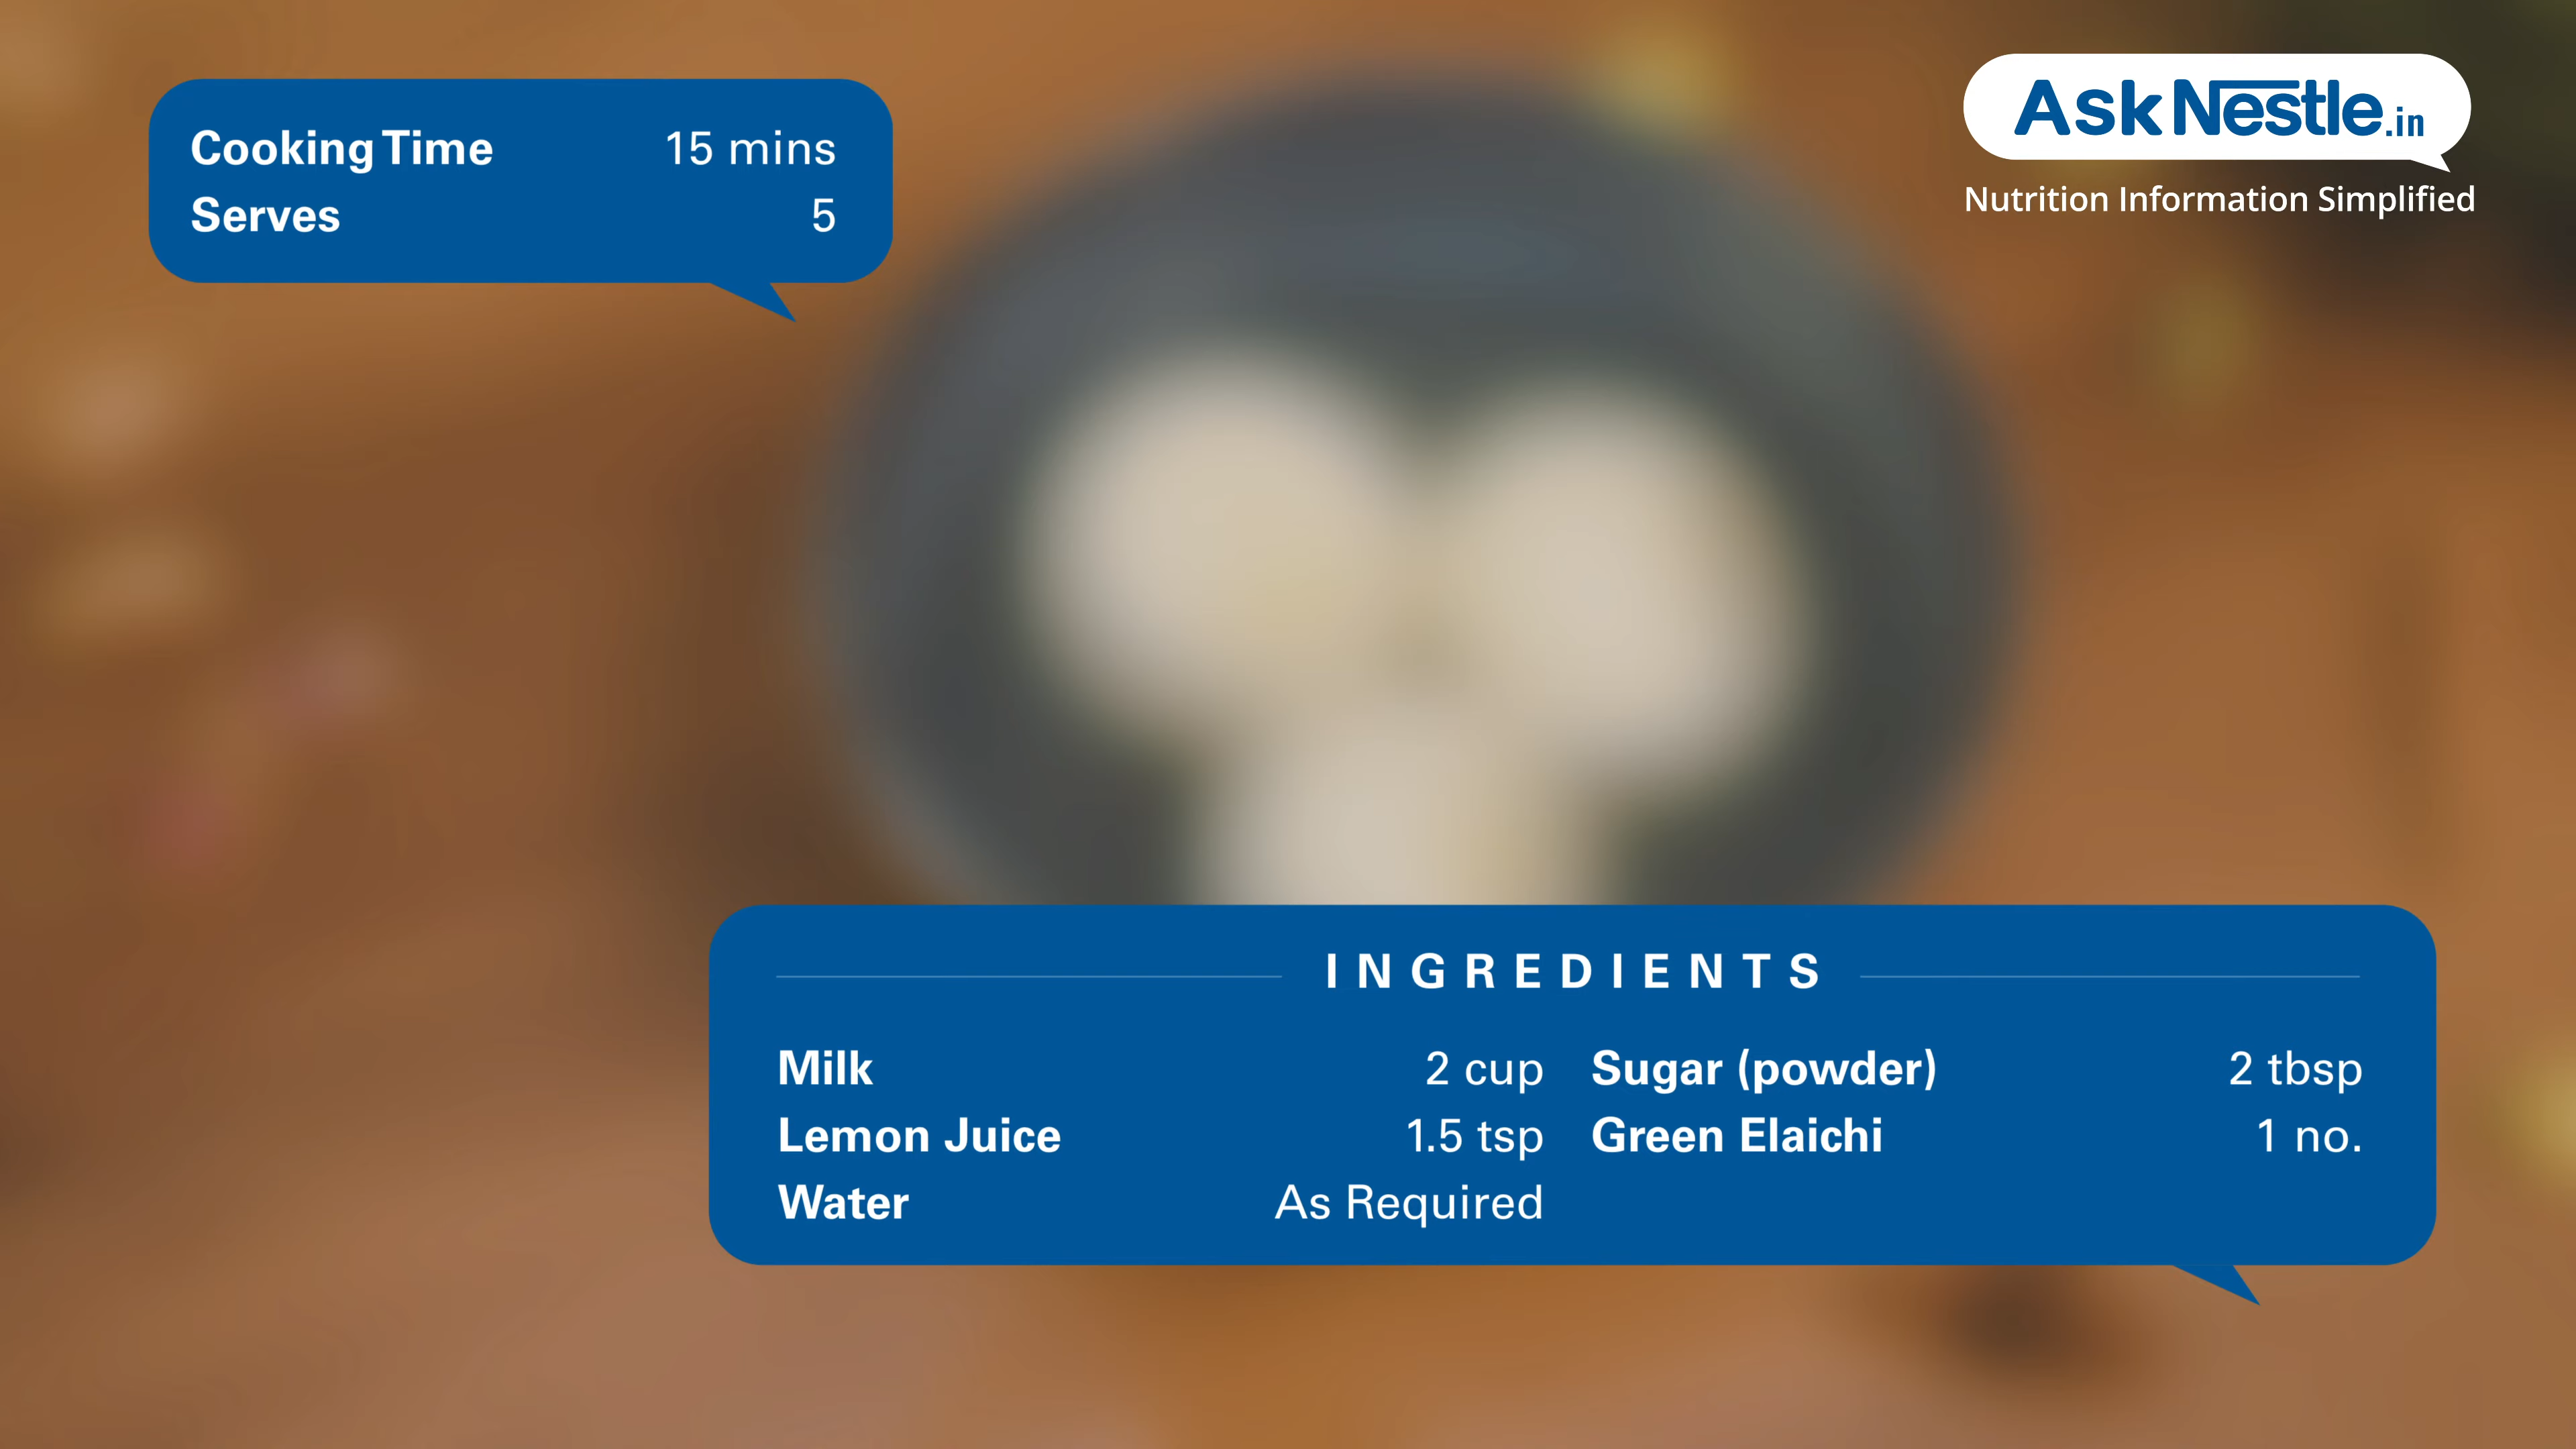 Cooking Time 15 mins
Serves 5
AskNestle.in
Nutrition Information Simplified
INGREDIENTS
Milk 2 cup Sugar (powder) 2 tbsp
Lemon Juice 1.5 tsp Green Elaichi 1 no.
Water As Required